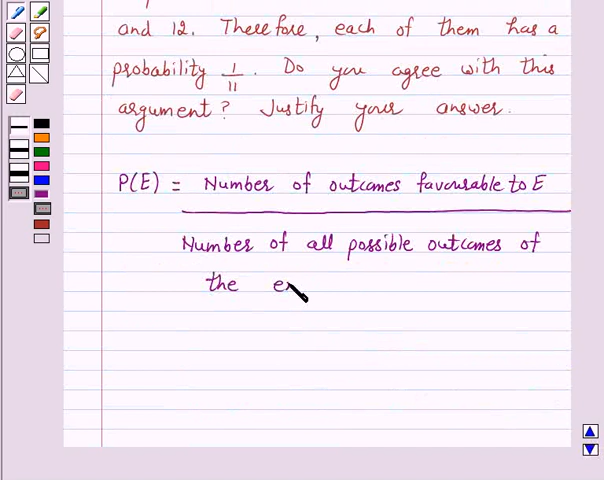 and 12. Therefore, each of them has a
probability 1/11. Do you agree with this
argument? Justify your answer.
P(E) = Number of outcomes favourable to E
Number of all possible outcomes of
the ex